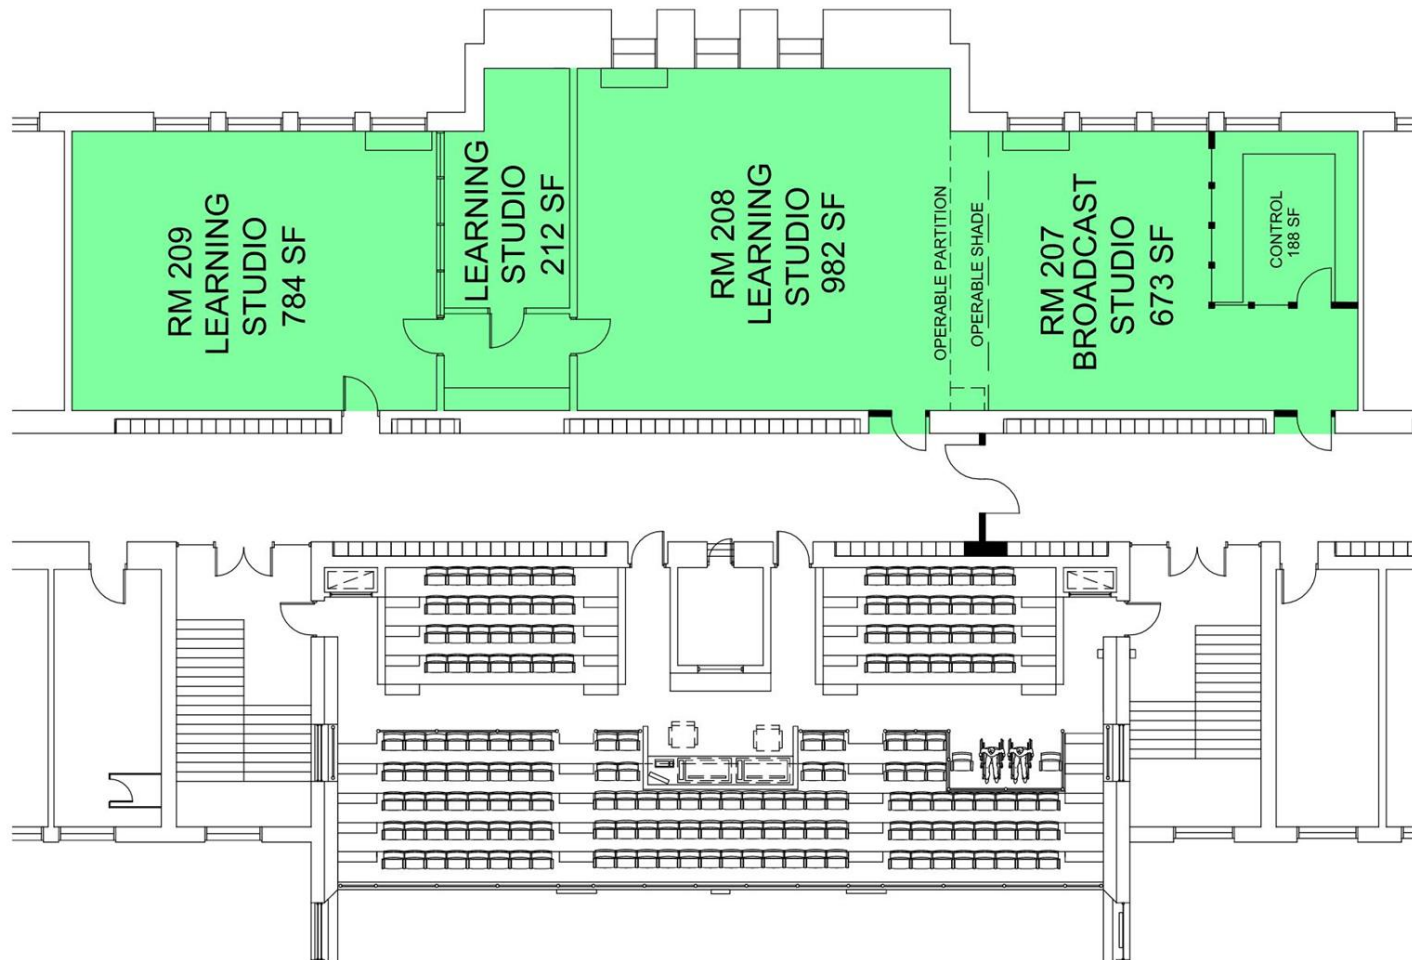 RM 209
LEARNING
STUDIO
784 SF
LEARNING
STUDIO
212 SF
RM 208
LEARNING
STUDIO
982 SF
OPERABLE PARTITION
OPERABLE SHADE
RM 207
BROADCAST
STUDIO
673 SF
CONTROL
188 SF